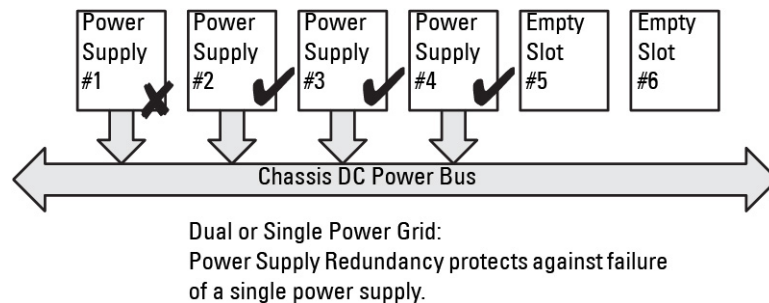 Power Supply #1
Power Supply #2
Power Supply #3
Power Supply #4
Empty Slot #5
Empty Slot #6
Chassis DC Power Bus
Dual or Single Power Grid:
Power Supply Redundancy protects against failure
of a single power supply.